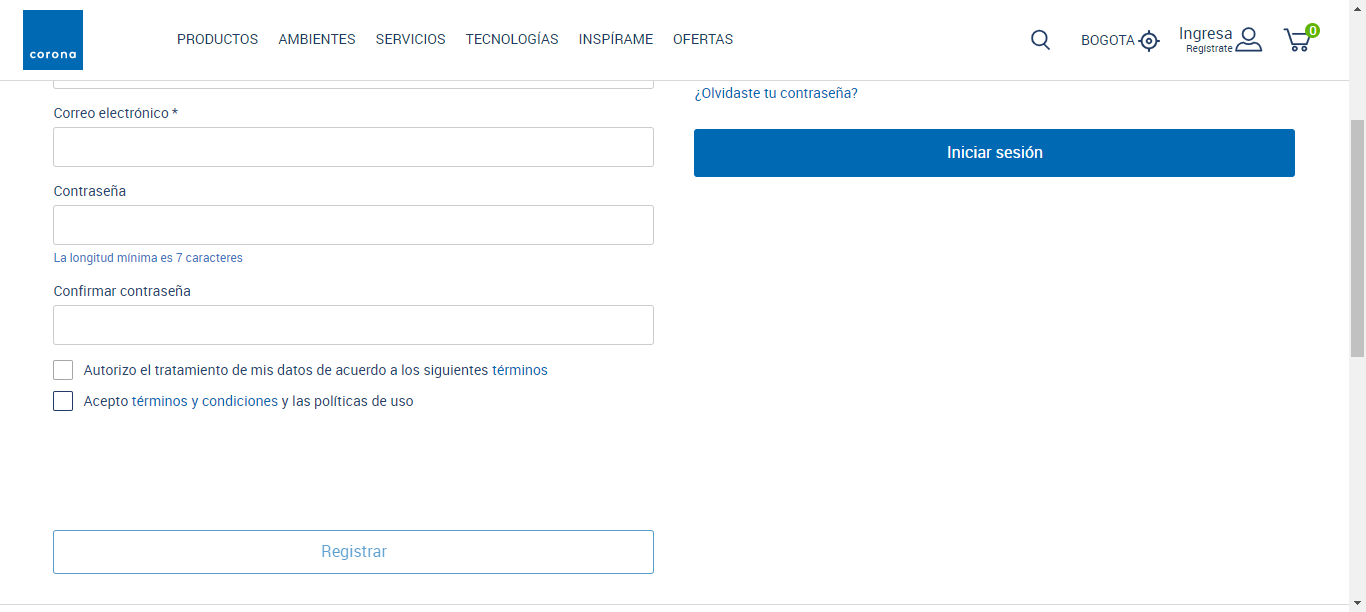 corona
PRODUCTOS AMBIENTES SERVICIOS TECNOLOGÍAS INSPÍRAME OFERTAS
BOGOTA
Ingresa
Regístrate
0
Correo electrónico *
Contraseña
La longitud mínima es 7 caracteres
Confirmar contraseña
Autorizo el tratamiento de mis datos de acuerdo a los siguientes términos
Acepto términos y condiciones y las políticas de uso
Registrar
¿Olvidaste tu contraseña?
Iniciar sesión